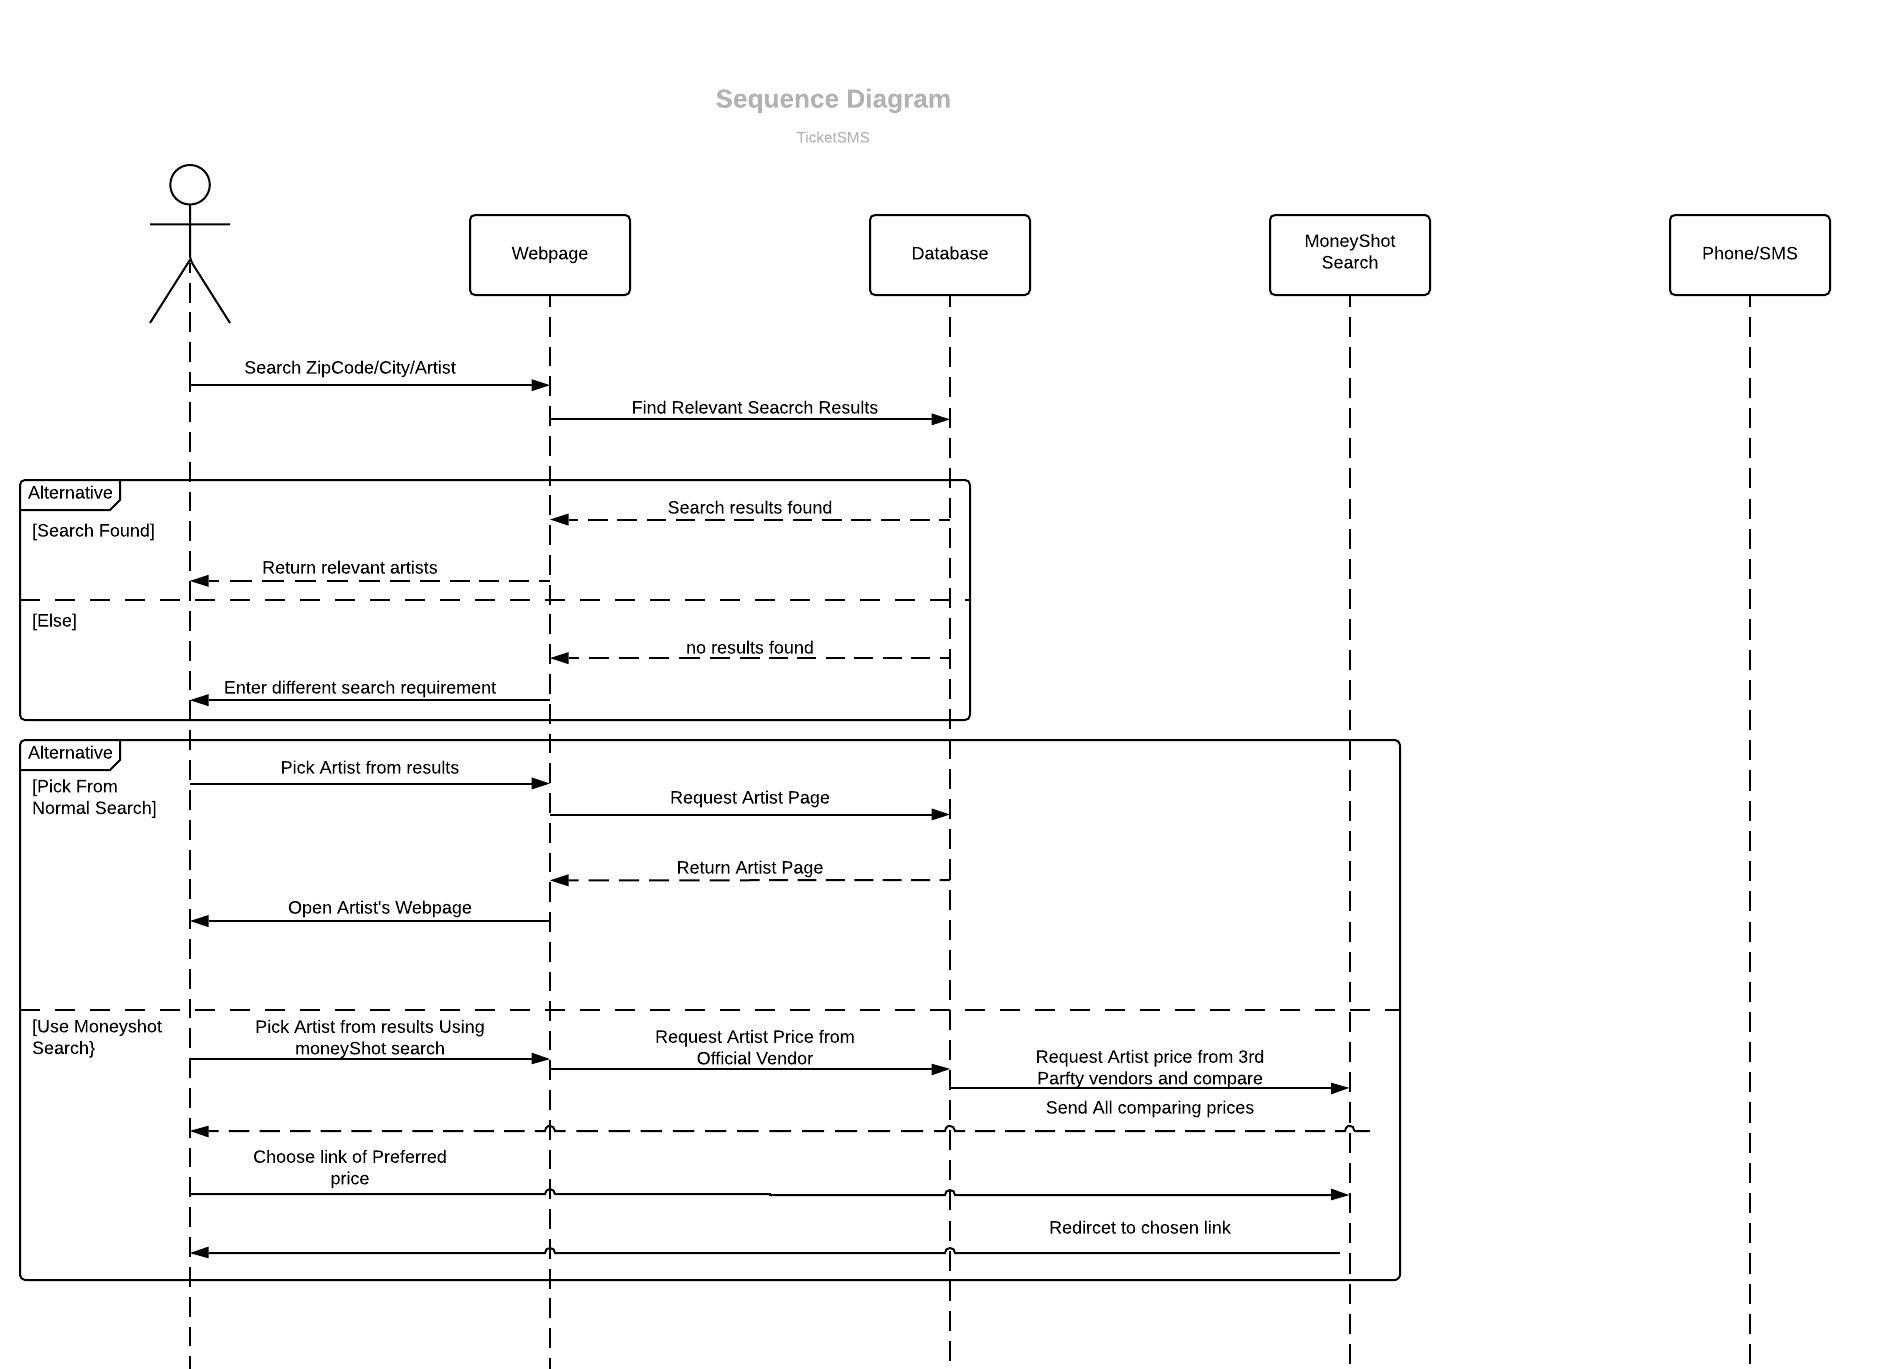 Sequence Diagram
TicketSMS
Webpage
Database
MoneyShot
Search
Phone/SMS
Search ZipCode/City/Artist
Find Relevant Seacrch Results
Alternative
[Search Found]
Search results found
Return relevant artists
[Else]
no results found
Enter different search requirement
Alternative
[Pick From
Normal Search]
Pick Artist from results
Request Artist Page
Return Artist Page
Open Artist's Webpage
[Use Moneyshot
Search}
Pick Artist from results Using
moneyShot search
Request Artist Price from
Official Vendor
Request Artist price from 3rd
Parfty vendors and compare
Send All comparing prices
Choose link of Preferred
price
Redircet to chosen link